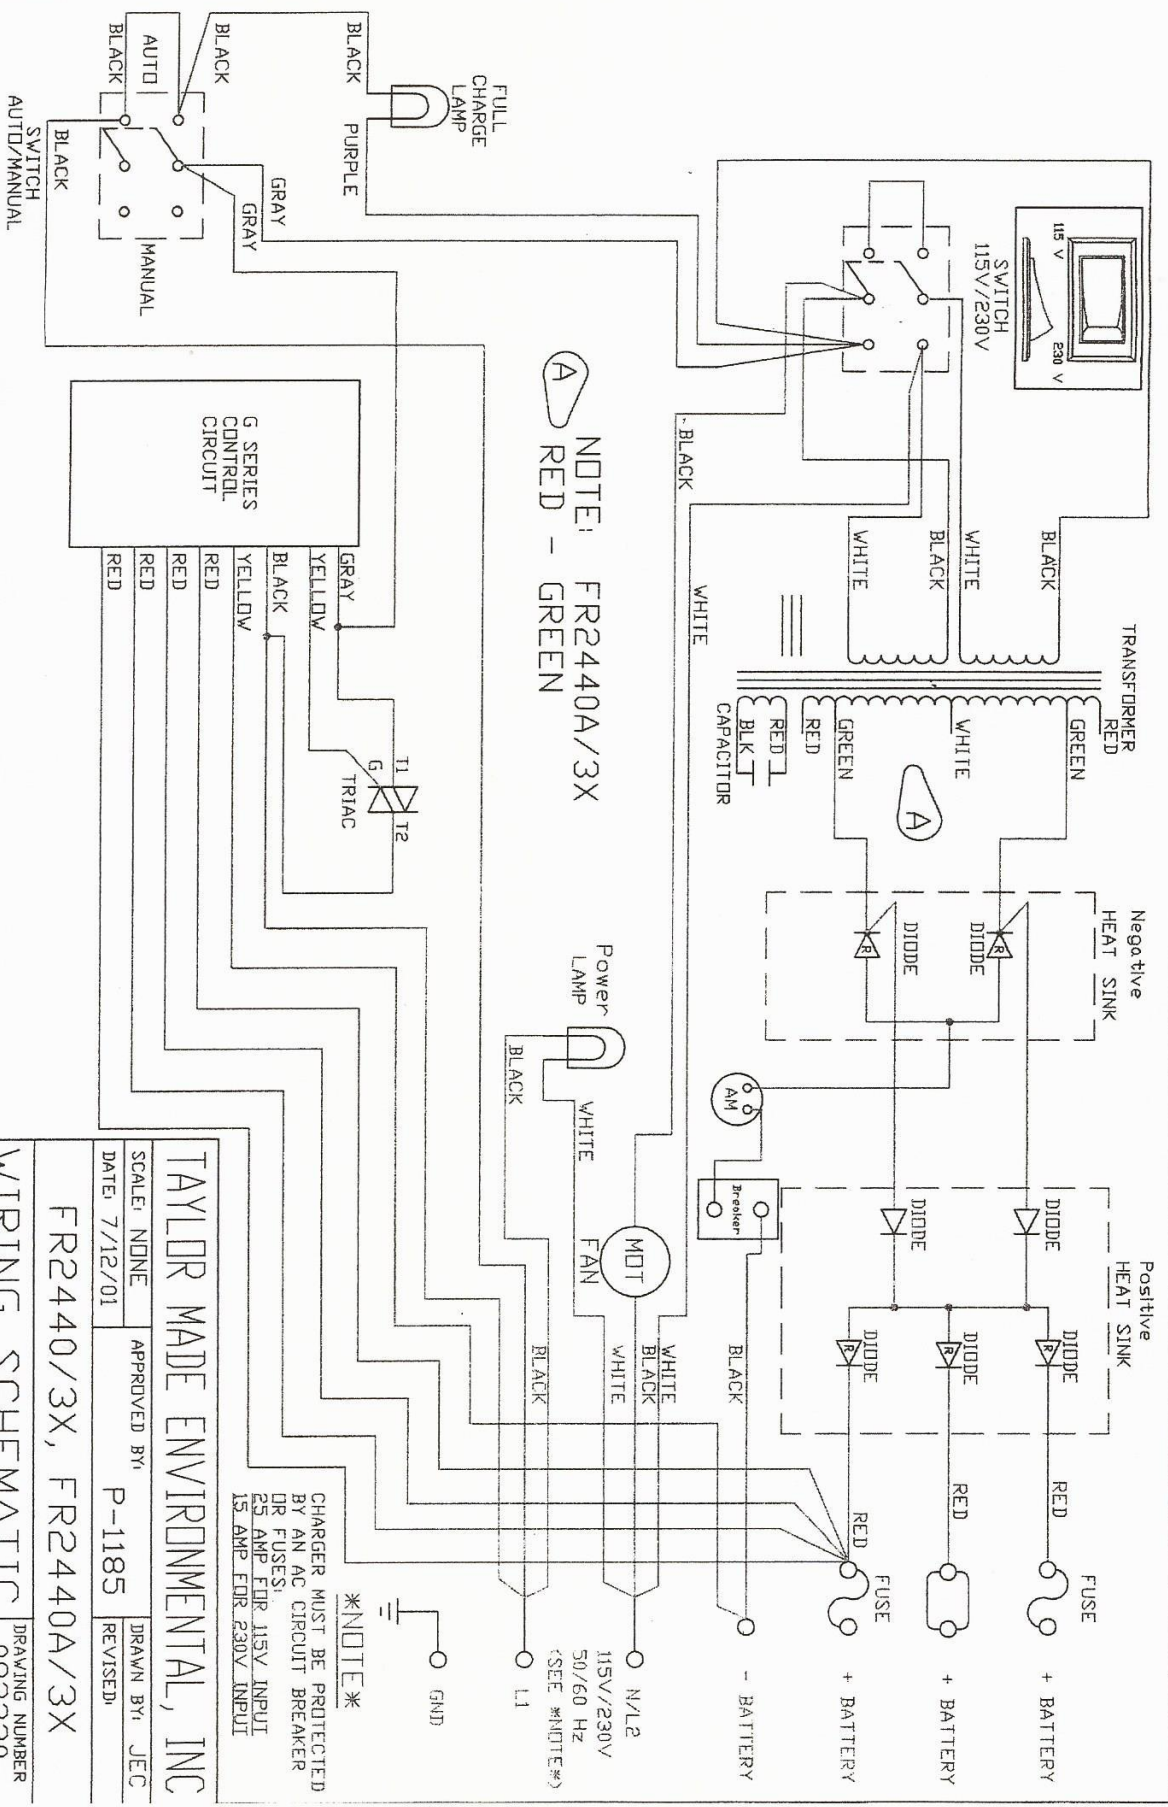 115 V
230 V
SWITCH
115V/230V
FULL
CHARGE
LAMP
BLACK
PURPLE
BLACK
AUTO
BLACK
GRAY
GRAY
MANUAL
BLACK
SWITCH
AUTO/MANUAL
BLACK
WHITE
BLACK
WHITE
BLACK
WHITE
TRANSFORMER
RED
GREEN
WHITE
GREEN
RED
RED
BLK
CAPACITOR
A
A
NOTE: FR2440A/3X
RED - GREEN
G SERIES
CONTROL
CIRCUIT
GRAY
YELLOW
BLACK
YELLOW
RED
RED
RED
RED
T1
G
TRIAC
T2
Negative
HEAT SINK
DIODE
R
DIODE
R
AM
Breaker
Power
LAMP
BLACK
WHITE
MOT
FAN
Positive
HEAT SINK
DIODE
DIODE
DIODE
R
DIODE
R
DIODE
R
BLACK
WHITE
BLACK
WHITE
BLACK
RED
RED
RED
FUSE
FUSE
+ BATTERY
+ BATTERY
+ BATTERY
- BATTERY
N/L2
115V/230V
50/60 Hz
(SEE *NOTE*)
L1
GND
*NOTE*
CHARGER MUST BE PROTECTED
BY AN AC CIRCUIT BREAKER
OR FUSES:
25 AMP FOR 115V INPUT
15 AMP FOR 230V INPUT
TAYLOR MADE ENVIRONMENTAL, INC
SCALE: NONE
APPROVED BY:
DRAWN BY: JEC
DATE: 7/12/01
P-1185
REVISED:
FR2440/3X, FR2440A/3X
WIRING SCHEMATIC
DRAWING NUMBER